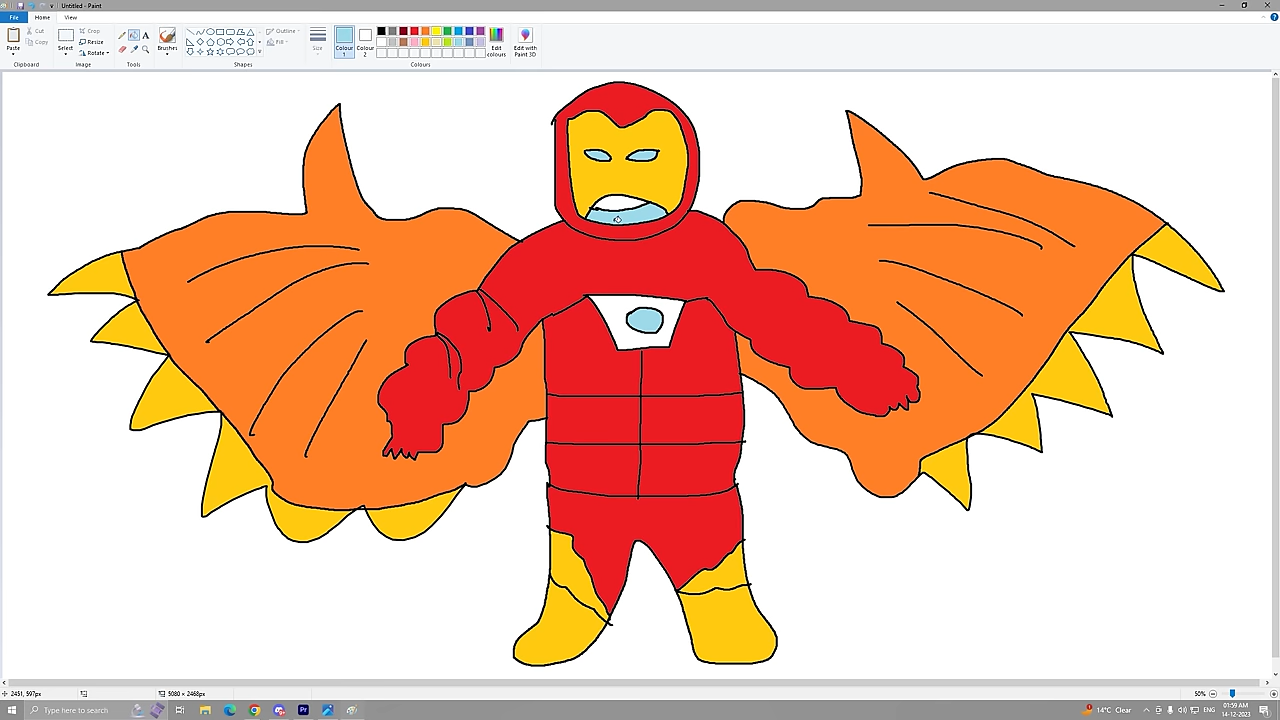 Untitled - Paint
File
Home
View
Paste
Cut
Copy
Clipboard
Select
Crop
Resize
Rotate
Image
A
Tools
Brushes
Outline
Fill
Shapes
Size
Colour 1
Colour 2
Edit colours
Edit with Paint 3D
Colours
2451, 597px
5080 × 2468px
50%
Type here to search
Pr
14°C Clear
ENG
01:59 AM
14-12-2023